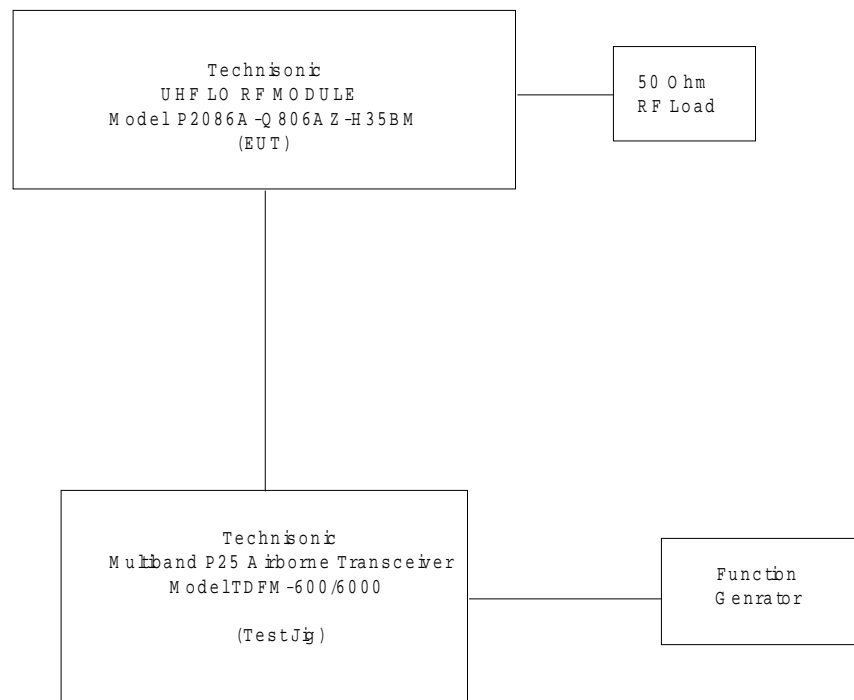 Technisonic
UHF LO RF MODULE
Model P2086A-Q806AZ-H35BM
(EUT)
50 Ohm
RF Load
Technisonic
Multiband P25 Airborne Transceiver
Model TDFM-600/6000
(Test Jig)
Function
Genrator